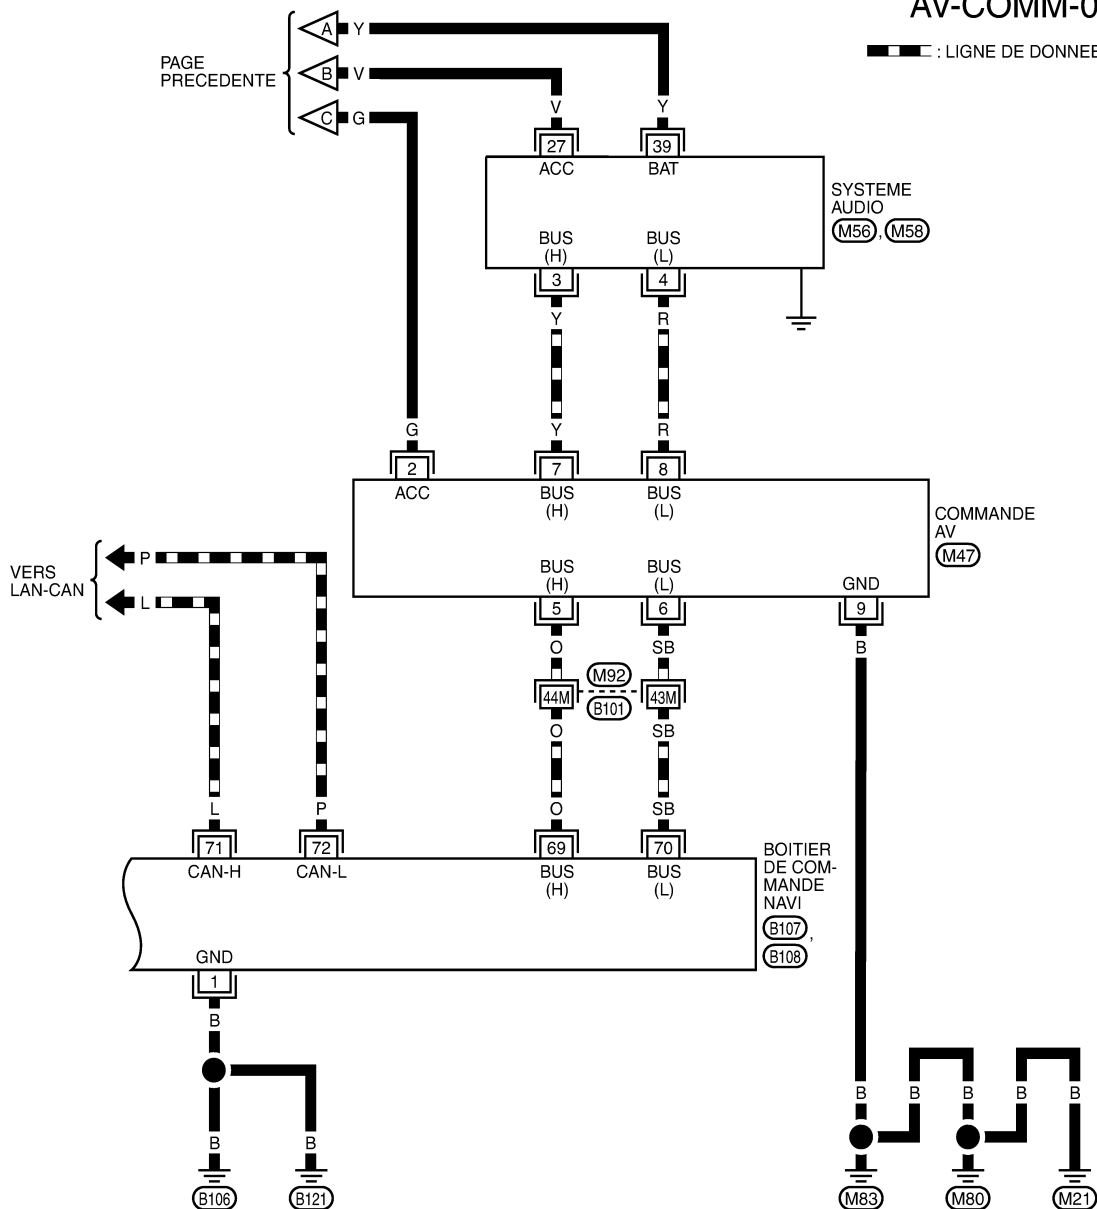 AV-COMM-0
: LIGNE DE DONNEE
PAGE
PRECEDENTE
A Y
B V
C G
V Y
27 39
ACC BAT
SYSTEME
AUDIO
M56, M58
BUS
(H)
BUS
(L)
3 4
Y R
G Y R
2 7 8
ACC
BUS
(H)
BUS
(L)
COMMANDE
AV
M47
VERS
LAN-CAN
P
L
BUS
(H)
BUS
(L)
GND
5 6 9
O SB B
M92
44M 43M
B101
O SB
L P O SB
71 72 69 70
CAN-H CAN-L
BUS
(H)
BUS
(L)
BOITIER
DE COM-
MANDE
NAVI
B107,
B108
GND
1
B
B B B B B
B B
B106 B121 M83 M80 M21